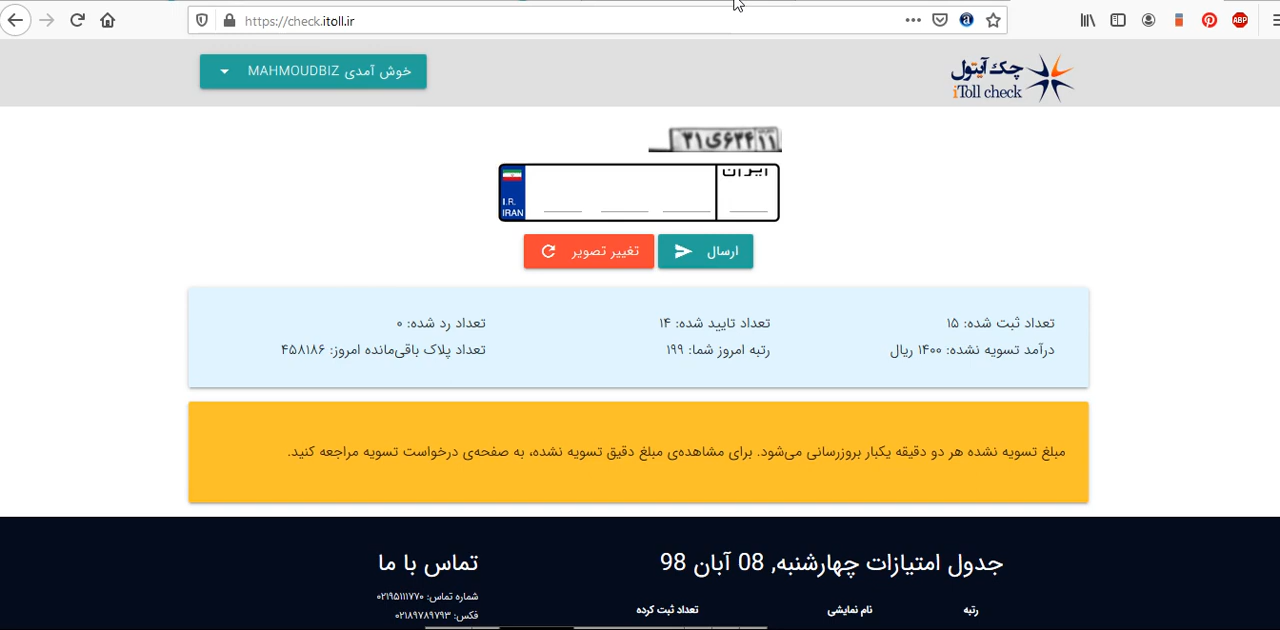 https://check.itoll.ir
ABP
چک آیتول
iToll check
خوش آمدی MAHMOUDBIZ
۳۱ی۶۳۴ ۱۱
ایران
I.R.
IRAN
ارسال
تغییر تصویر
تعداد ثبت شده: ۱۵
تعداد تایید شده: ۱۴
تعداد رد شده: ۰
درآمد تسویه نشده: ۱۴۰۰ ریال
رتبه امروز شما: ۱۹۹
تعداد پلاک باقی‌مانده امروز: ۴۵۸۱۸۶
مبلغ تسویه نشده هر دو دقیقه یکبار بروزرسانی می‌شود. برای مشاهده‌ی مبلغ دقیق تسویه نشده، به صفحه‌ی درخواست تسویه مراجعه کنید.
جدول امتیازات چهارشنبه, 08 آبان 98
رتبه
نام نمایشی
تعداد ثبت کرده
تماس با ما
شماره تماس: ۰۲۱۹۵۱۱۱۷۷۰
فکس: ۰۲۱۸۹۷۸۹۷۹۳